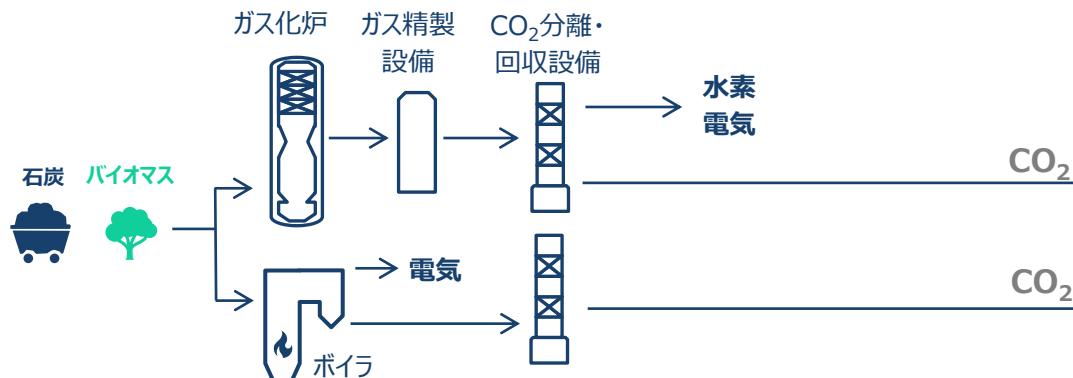 ガス化炉
ガス精製
設備
CO₂分離・
回収設備
水素
電気
石炭
バイオマス
CO₂
電気
CO₂
ボイラ